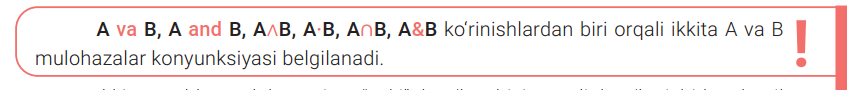 A va B, A and B, A∧B, A·B, A∩B, A&B ko‘rinishlardan biri orqali ikkita A va B
mulohazalar konyunksiyasi belgilanadi.
!